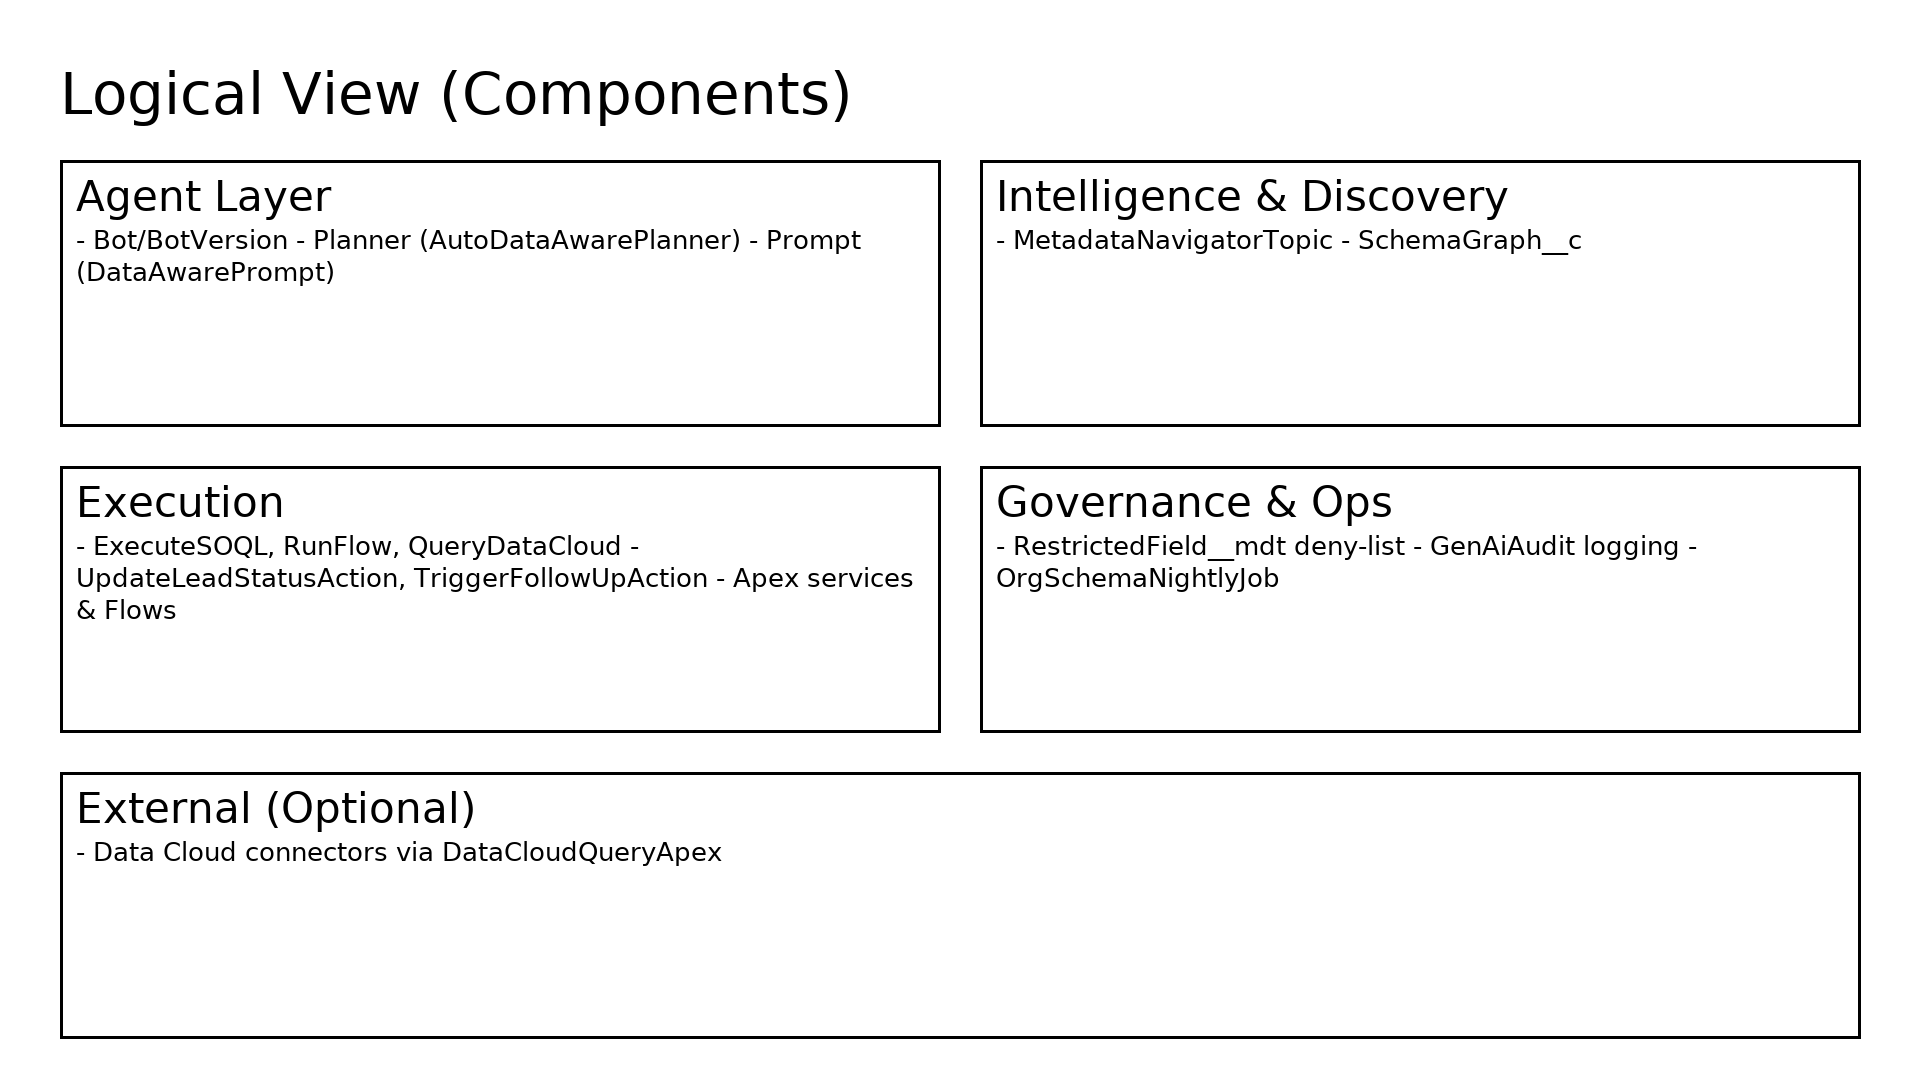 Logical View (Components)
Agent Layer
- Bot/BotVersion - Planner (AutoDataAwarePlanner) - Prompt
(DataAwarePrompt)
Intelligence & Discovery
- MetadataNavigatorTopic - SchemaGraph__c
Execution
- ExecuteSOQL, RunFlow, QueryDataCloud -
UpdateLeadStatusAction, TriggerFollowUpAction - Apex services
& Flows
Governance & Ops
- RestrictedField__mdt deny-list - GenAiAudit logging -
OrgSchemaNightlyJob
External (Optional)
- Data Cloud connectors via DataCloudQueryApex